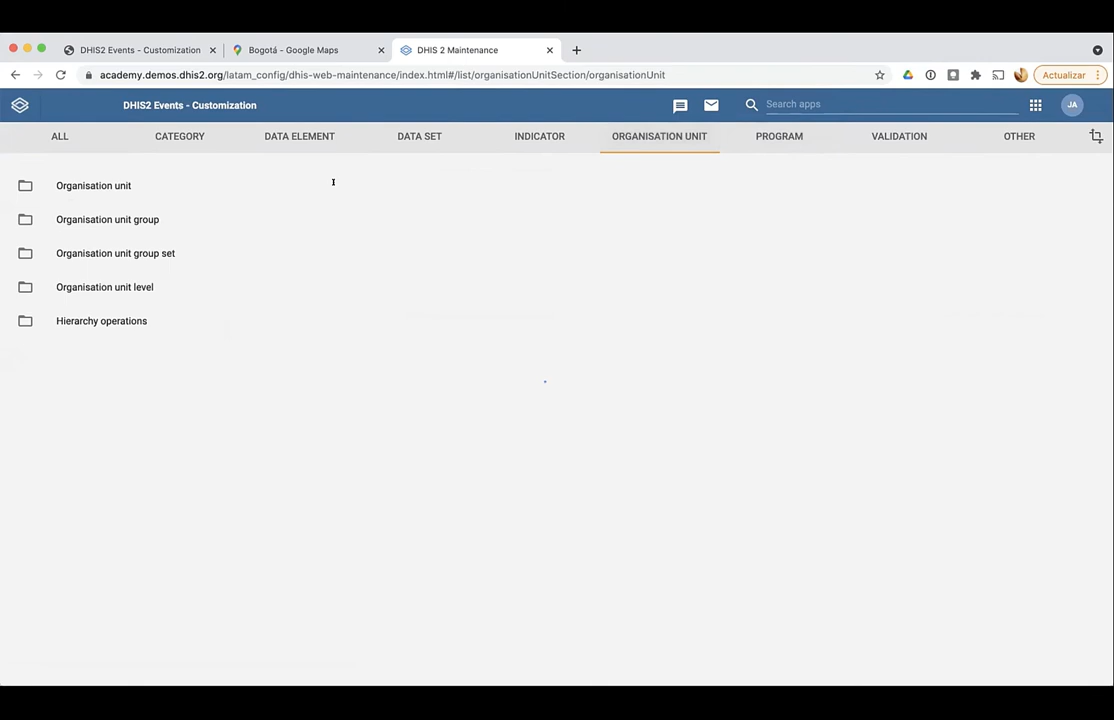 DHIS2 Events - Customization
Bogotá - Google Maps
DHIS 2 Maintenance
academy.demos.dhis2.org/latam_config/dhis-web-maintenance/index.html#/list/organisationUnitSection/organisationUnit
Actualizar
DHIS2 Events - Customization
Search apps
JA
ALL
CATEGORY
DATA ELEMENT
DATA SET
INDICATOR
ORGANISATION UNIT
PROGRAM
VALIDATION
OTHER
Organisation unit
Organisation unit group
Organisation unit group set
Organisation unit level
Hierarchy operations